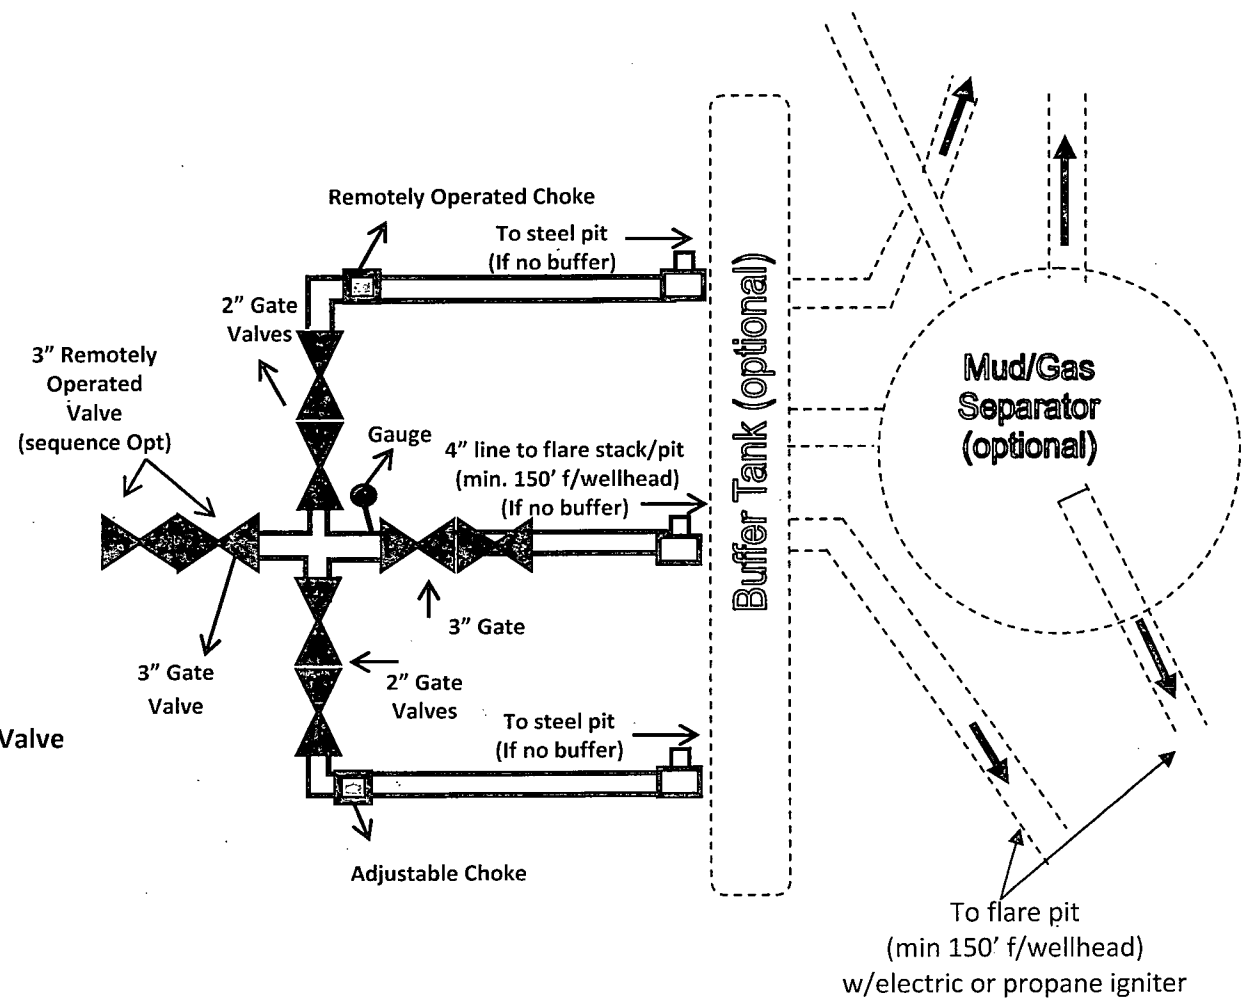 Remotely Operated Choke
To steel pit
(If no buffer)
2” Gate
Valves
3” Remotely
Operated
Valve
(sequence Opt)
Gauge
4” line to flare stack/pit
(min. 150’ f/wellhead)
(If no buffer)
Buffer Tank (optional)
Mud/Gas
Separator
(optional)
3” Gate
3” Gate
Valve
2” Gate
Valves
Valve
To steel pit
(If no buffer)
Adjustable Choke
To flare pit
(min 150’ f/wellhead)
w/electric or propane igniter